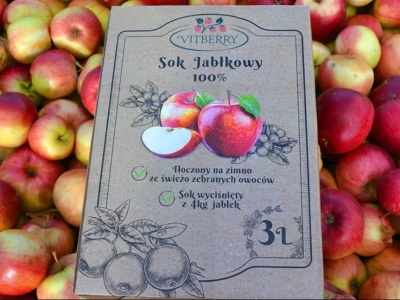 VITBERRY
Sok Jabłkowy
100%
Tłoczony na zimno
ze świeżo zebranych owoców
Sok wyciśnięty
z 4kg jabłek
3L